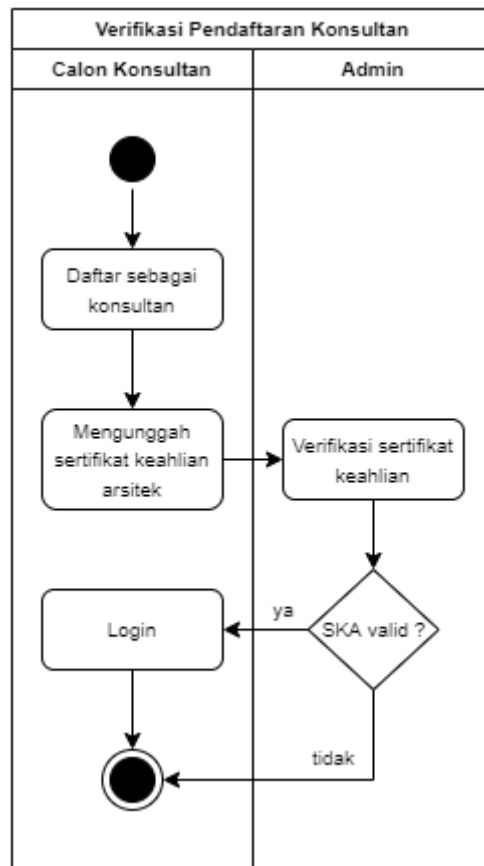 Verifikasi Pendaftaran Konsultan
Calon Konsultan
Admin
Daftar sebagai
konsultan
Mengunggah
sertifikat keahlian
arsitek
Verifikasi sertifikat
keahlian
Login
ya
SKA valid ?
tidak